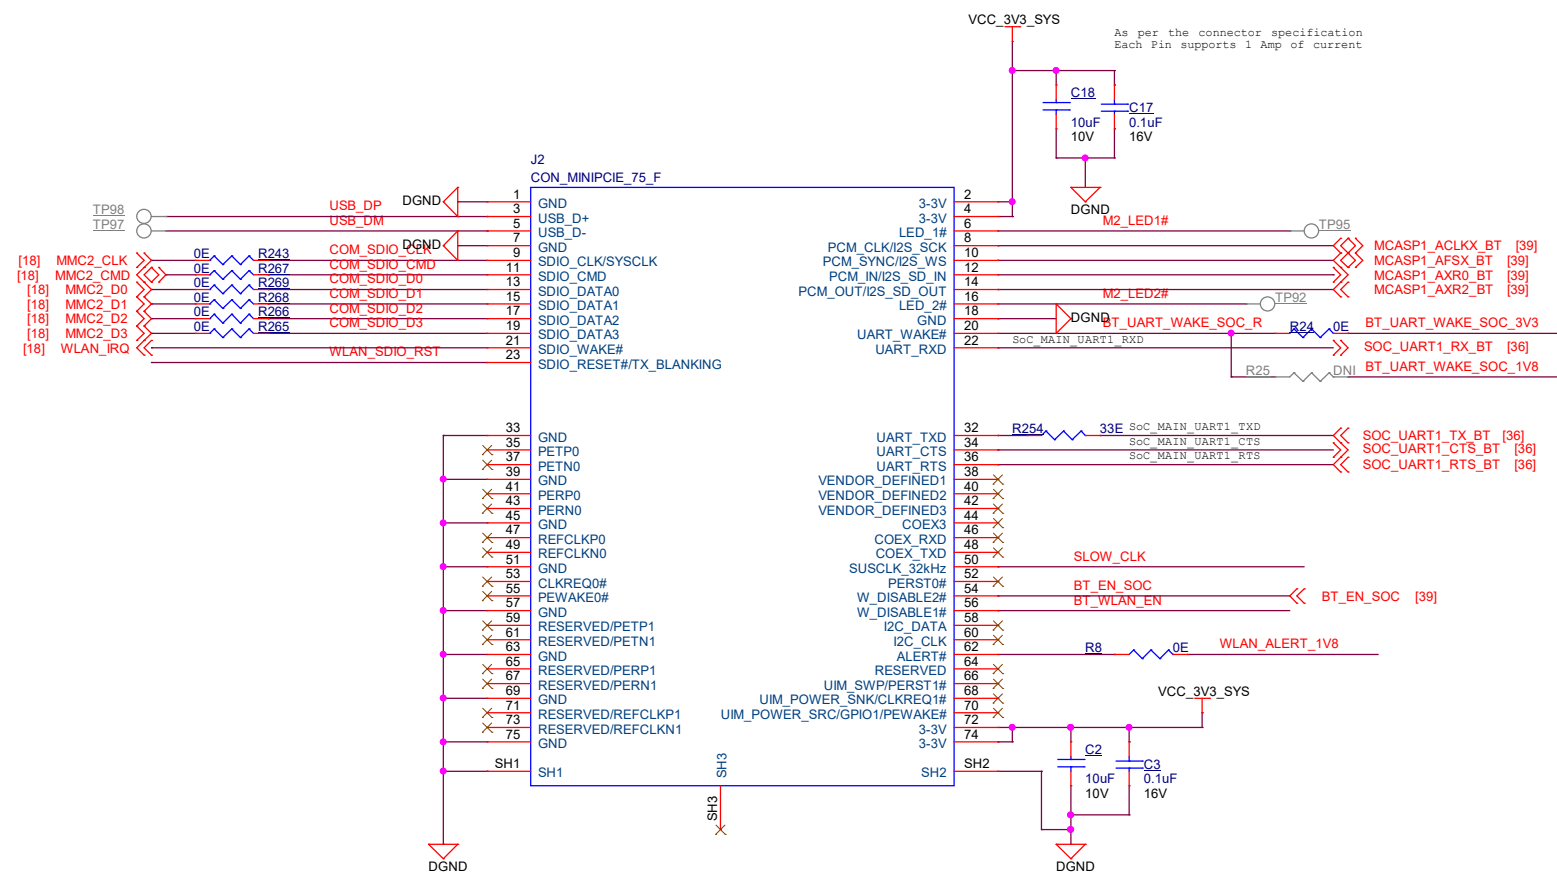 VCC_3V3_SYS
As per the connector specification
Each Pin supports 1 Amp of current
C18
10uF
10V
C17
0.1uF
16V
DGND
J2
CON_MINIPCIE_75_F
TP98
TP97
USB_DP
USB_DM
DGND
DGND
[18] MMC2_CLK 0E R243 COM_SDIO_CLK
[18] MMC2_CMD 0E R267 COM_SDIO_CMD
[18] MMC2_D0 0E R269 COM_SDIO_D0
[18] MMC2_D1 0E R268 COM_SDIO_D1
[18] MMC2_D2 0E R266 COM_SDIO_D2
[18] MMC2_D3 0E R265 COM_SDIO_D3
[18] WLAN_IRQ
WLAN_SDIO_RST
1 GND
3 USB_D+
5 USB_D-
7 GND
9 SDIO_CLK/SYSCLK
11 SDIO_CMD
13 SDIO_DATA0
15 SDIO_DATA1
17 SDIO_DATA2
19 SDIO_DATA3
21 SDIO_WAKE#
23 SDIO_RESET#/TX_BLANKING
33 GND
35 PETP0
37 PETN0
39 GND
41 PERP0
43 PERN0
45 GND
47 REFCLKP0
49 REFCLKN0
51 GND
53 CLKREQ0#
55 PEWAKE0#
57 GND
59 RESERVED/PETP1
61 RESERVED/PETN1
63 GND
65 RESERVED/PERP1
67 RESERVED/PERN1
69 GND
71 RESERVED/REFCLKP1
73 RESERVED/REFCLKN1
75 GND
SH1 SH1
DGND
SH3
SH3
3-3V 2
3-3V 4
LED_1# 6
PCM_CLK/I2S_SCK 8
PCM_SYNC/I2S_WS 10
PCM_IN/I2S_SD_IN 12
PCM_OUT/I2S_SD_OUT 14
LED_2# 16
GND 18
UART_WAKE# 20
UART_RXD 22
UART_TXD 32
UART_CTS 34
UART_RTS 36
VENDOR_DEFINED1 38
VENDOR_DEFINED2 40
VENDOR_DEFINED3 42
COEX3 44
COEX_RXD 46
COEX_TXD 48
SUSCLK_32kHz 50
PERST0# 52
W_DISABLE2# 54
W_DISABLE1# 56
I2C_DATA 58
I2C_CLK 60
ALERT# 62
RESERVED 64
UIM_SWP/PERST1# 66
UIM_POWER_SNK/CLKREQ1# 68
UIM_POWER_SRC/GPIO1/PEWAKE# 70
3-3V 72
3-3V 74
SH2 SH2
M2_LED1# TP95
MCASP1_ACLKX_BT [39]
MCASP1_AFSX_BT [39]
MCASP1_AXR0_BT [39]
MCASP1_AXR2_BT [39]
M2_LED2# TP92
DGND
BT_UART_WAKE_SOC_R R24 0E BT_UART_WAKE_SOC_3V3
SoC_MAIN_UART1_RXD SOC_UART1_RX_BT [36]
R25 DNI BT_UART_WAKE_SOC_1V8
R254 33E SoC_MAIN_UART1_TXD SOC_UART1_TX_BT [36]
SoC_MAIN_UART1_CTS SOC_UART1_CTS_BT [36]
SoC_MAIN_UART1_RTS SOC_UART1_RTS_BT [36]
SLOW_CLK
BT_EN_SOC BT_EN_SOC [39]
BT_WLAN_EN
R8 0E WLAN_ALERT_1V8
VCC_3V3_SYS
C2
10uF
10V
C3
0.1uF
16V
DGND